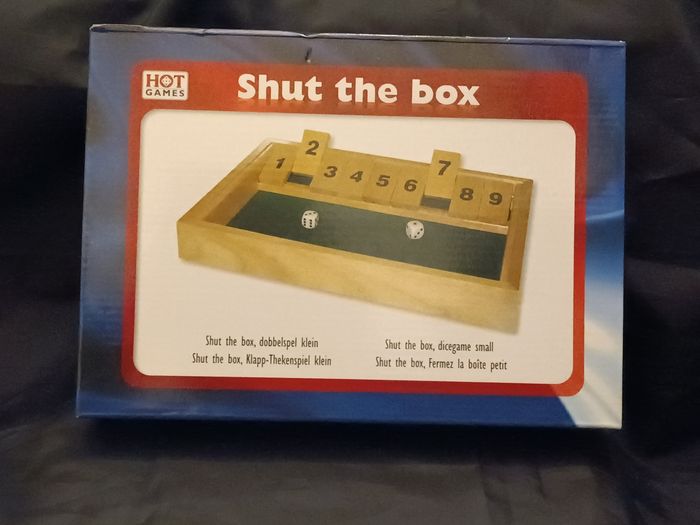 HOT
GAMES
Shut the box
1 2 3 4 5 6 7 8 9
Shut the box, dobbelspel klein
Shut the box, Klapp-Thekenspiel klein
Shut the box, dicegame small
Shut the box, Fermez la boîte petit